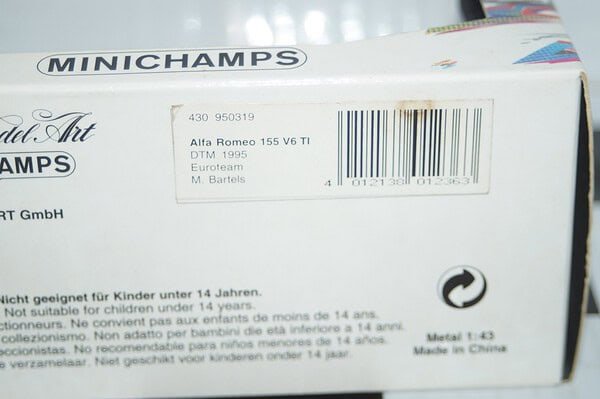 MINICHAMPS
del Art
CHAMPS
RT GmbH
430 950319
Alfa Romeo 155 V6 TI
DTM 1995
Euroteam
M. Bartels
4 012138 012363
Nicht geeignet für Kinder unter 14 Jahren.
Not suitable for children under 14 years.
ctionneurs. Ne convient pas aux enfants de moins de 14 ans.
collezionismo. Non adatto per bambini die età inferiore a 14 anni.
eccionistas. No recomendable para niños menores de 14 años.
e verzamelaar. Niet geschikt voor kinderen onder 14 jaar.
Metal 1:43
Made in China